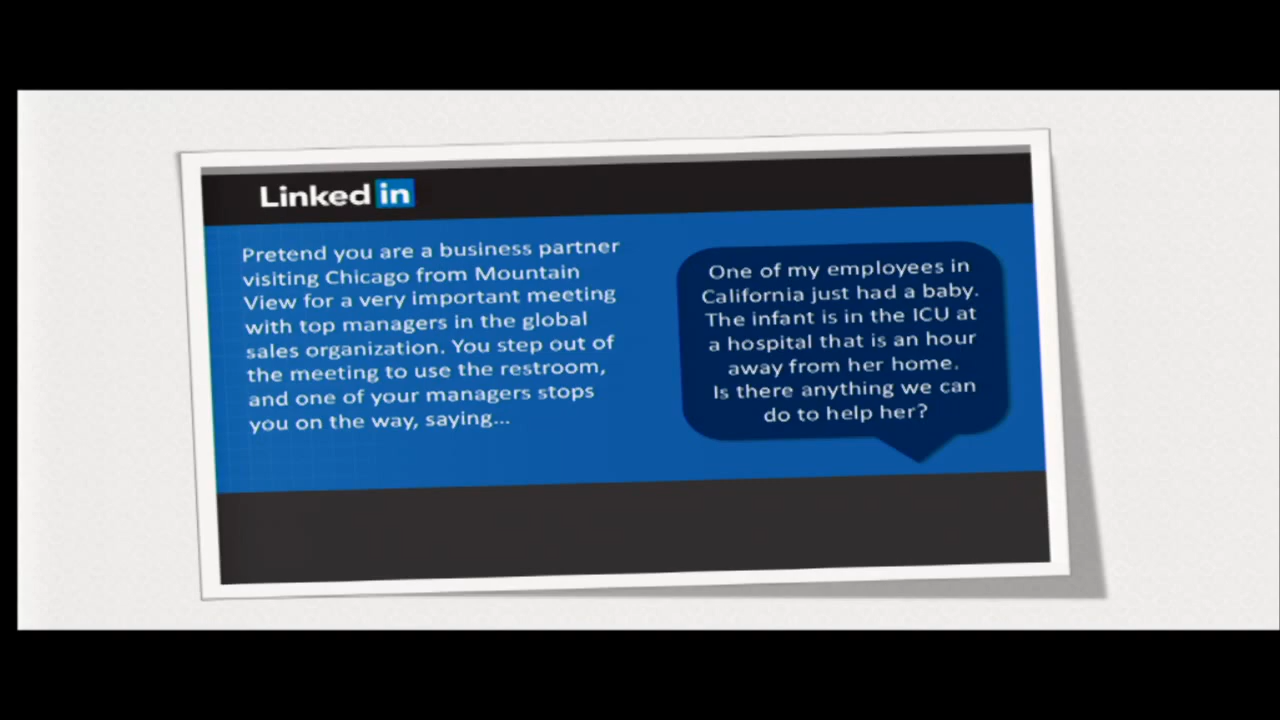 Linked in
Pretend you are a business partner
visiting Chicago from Mountain
View for a very important meeting
with top managers in the global
sales organization. You step out of
the meeting to use the restroom,
and one of your managers stops
you on the way, saying...
One of my employees in
California just had a baby.
The infant is in the ICU at
a hospital that is an hour
away from her home.
Is there anything we can
do to help her?